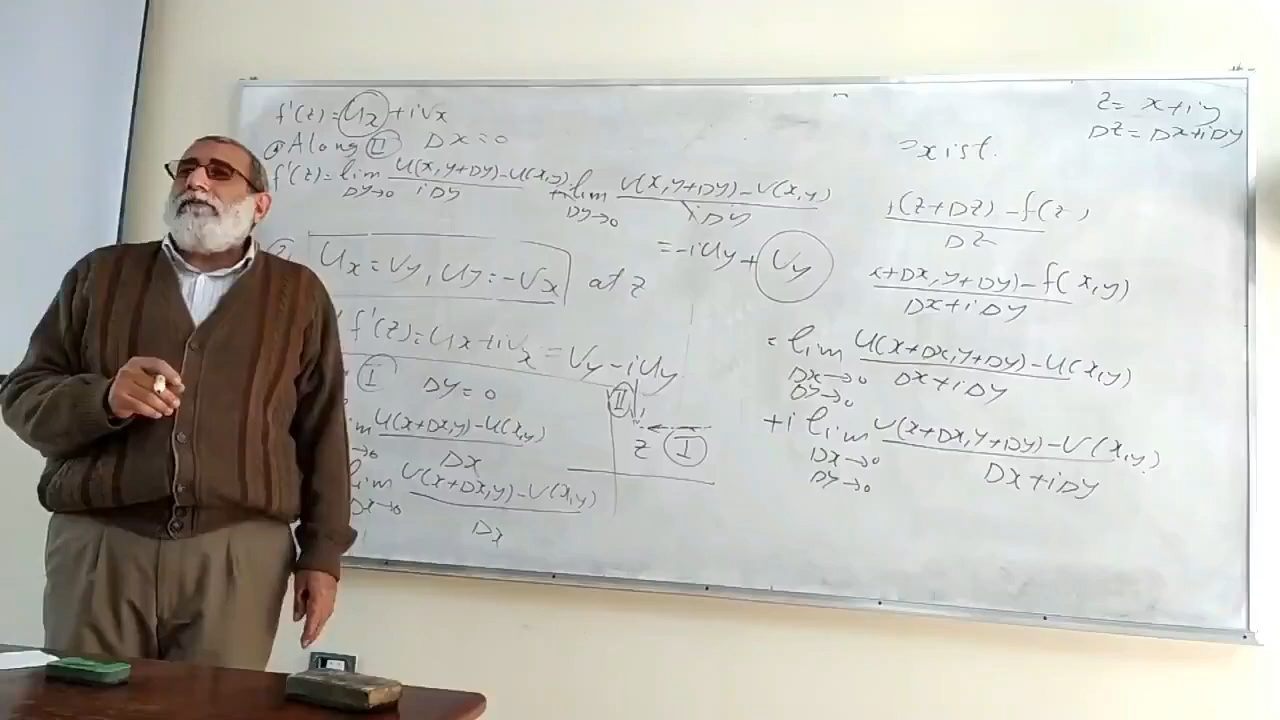 f'(z) = Ux + iVx
@ Along II Dx = 0
f'(z) = lim U(x, y+Dy) - U(x,y)
Dy→0 iDy
+ i lim V(x, y+Dy) - V(x,y)
Dy→0 iDy
= -iUy + Vy
Ux = Vy, Uy = -Vx at z
f'(z) = Ux + iVx = Vy - iUy
I Dy = 0
U(x+Dx,y) - U(x,y)
Dx
lim V(x+Dx,y) - V(x,y)
Dx→0 Dx
II
z I
z = x+iy
Dz = Dx+iDy
xist.
(z+Dz) - f(z)
Dz
x+Dx, y+Dy) - f(x,y)
Dx+iDy
= lim U(x+Dx, y+Dy) - U(x,y)
Dx→0 Dx+iDy
Dy→0
+i lim V(x+Dx, y+Dy) - V(x,y)
Dx→0 Dx+iDy
Dy→0